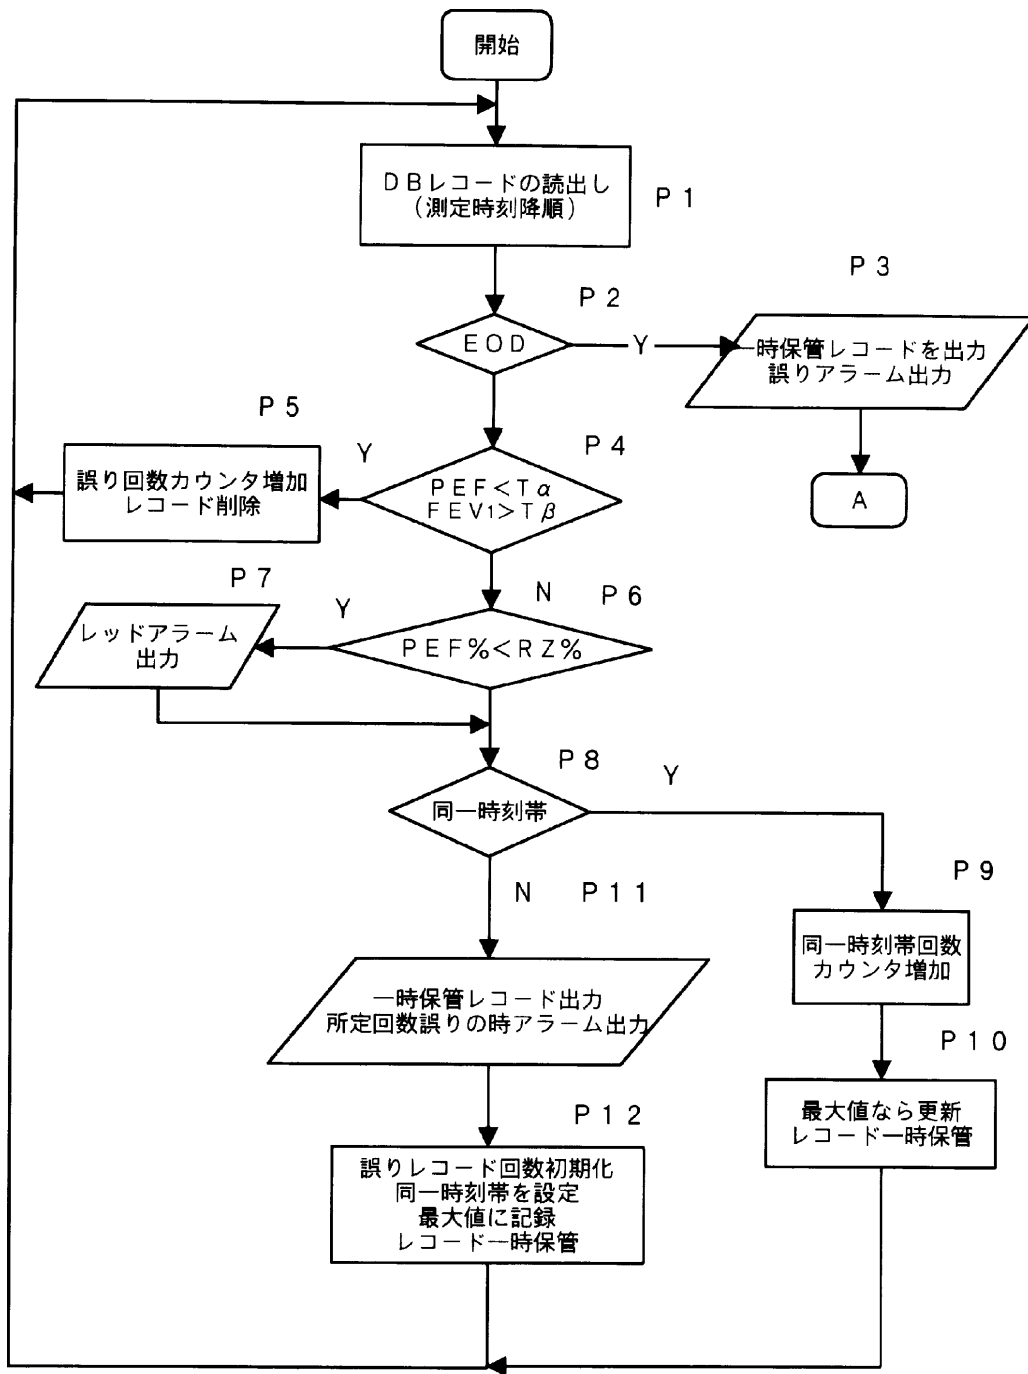 開始
DBレコードの読出し
(測定時刻降順)
P1
P3
P2
EOD
Y
一時保管レコードを出力
誤りアラーム出力
P5
P4
Y
誤り回数カウンタ増加
レコード削除
PEF<Tα
FEV1>Tβ
A
P7
N
P6
Y
レッドアラーム
出力
PEF%<RZ%
P8
Y
同一時刻帯
P9
N
P11
同一時刻帯回数
カウンタ増加
一時保管レコード出力
所定回数誤りの時アラーム出力
P10
P12
最大値なら更新
レコード一時保管
誤りレコード回数初期化
同一時刻帯を設定
最大値に記録
レコード一時保管